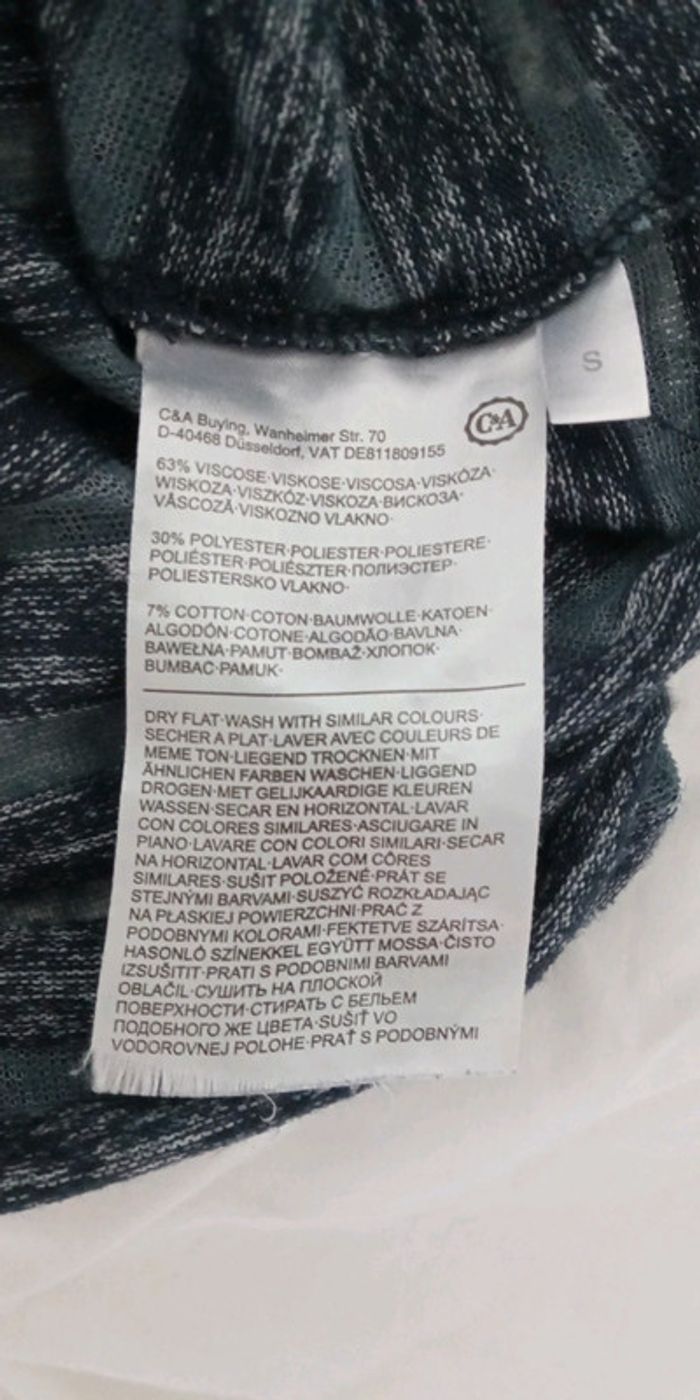 S
C&A
C&A Buying, Wanheimer Str. 70
D-40468 Düsseldorf, VAT DE811809155
63% VISCOSE·VISKOSE·VISCOSA·VISKÓZA·
WISKOZA·VISZKÓZ·VISKOZA·ВИСКОЗА·
VÂSCOZĂ·VISKOZNO VLAKNO·
30% POLYESTER·POLIESTER·POLIESTERE·
POLIÉSTER·POLIÉSZTER·ПОЛИЭСТЕР·
POLIESTERSKO VLAKNO·
7% COTTON·COTON·BAUMWOLLE·KATOEN·
ALGODÓN·COTONE·ALGODÃO·BAVLNA·
BAWEŁNA·PAMUT·BOMBAŽ·ХЛОПОК·
BUMBAC·PAMUK·
DRY FLAT·WASH WITH SIMILAR COLOURS·
SECHER A PLAT·LAVER AVEC COULEURS DE
MEME TON·LIEGEND TROCKNEN·MIT
ÄHNLICHEN FARBEN WASCHEN·LIGGEND
DROGEN·MET GELIJKAARDIGE KLEUREN
WASSEN·SECAR EN HORIZONTAL·LAVAR
CON COLORES SIMILARES·ASCIUGARE IN
PIANO·LAVARE CON COLORI SIMILARI·SECAR
NA HORIZONTAL·LAVAR COM CÔRES
SIMILARES·SUŠIT POLOŽENÉ·PRÁT SE
STEJNÝMI BARVAMI·SUSZYĆ ROZKŁADAJĄC
NA PŁASKIEJ POWIERZCHNI·PRAĆ Z
PODOBNYMI KOLORAMI·FEKTETVE SZÁRÍTSA·
HASONLÓ SZÍNEKKEL EGYÜTT MOSSA·ČISTO
IZSUŠITIT·PRATI S PODOBNIMI BARVAMI
OBLAČIL·СУШИТЬ НА ПЛОСКОЙ
ПОВЕРХНОСТИ·СТИРАТЬ С БЕЛЬЕМ
ПОДОБНОГО ЖЕ ЦВЕТА·SUŠIŤ VO
VODOROVNEJ POLOHE·PRAŤ S PODOBNÝMI